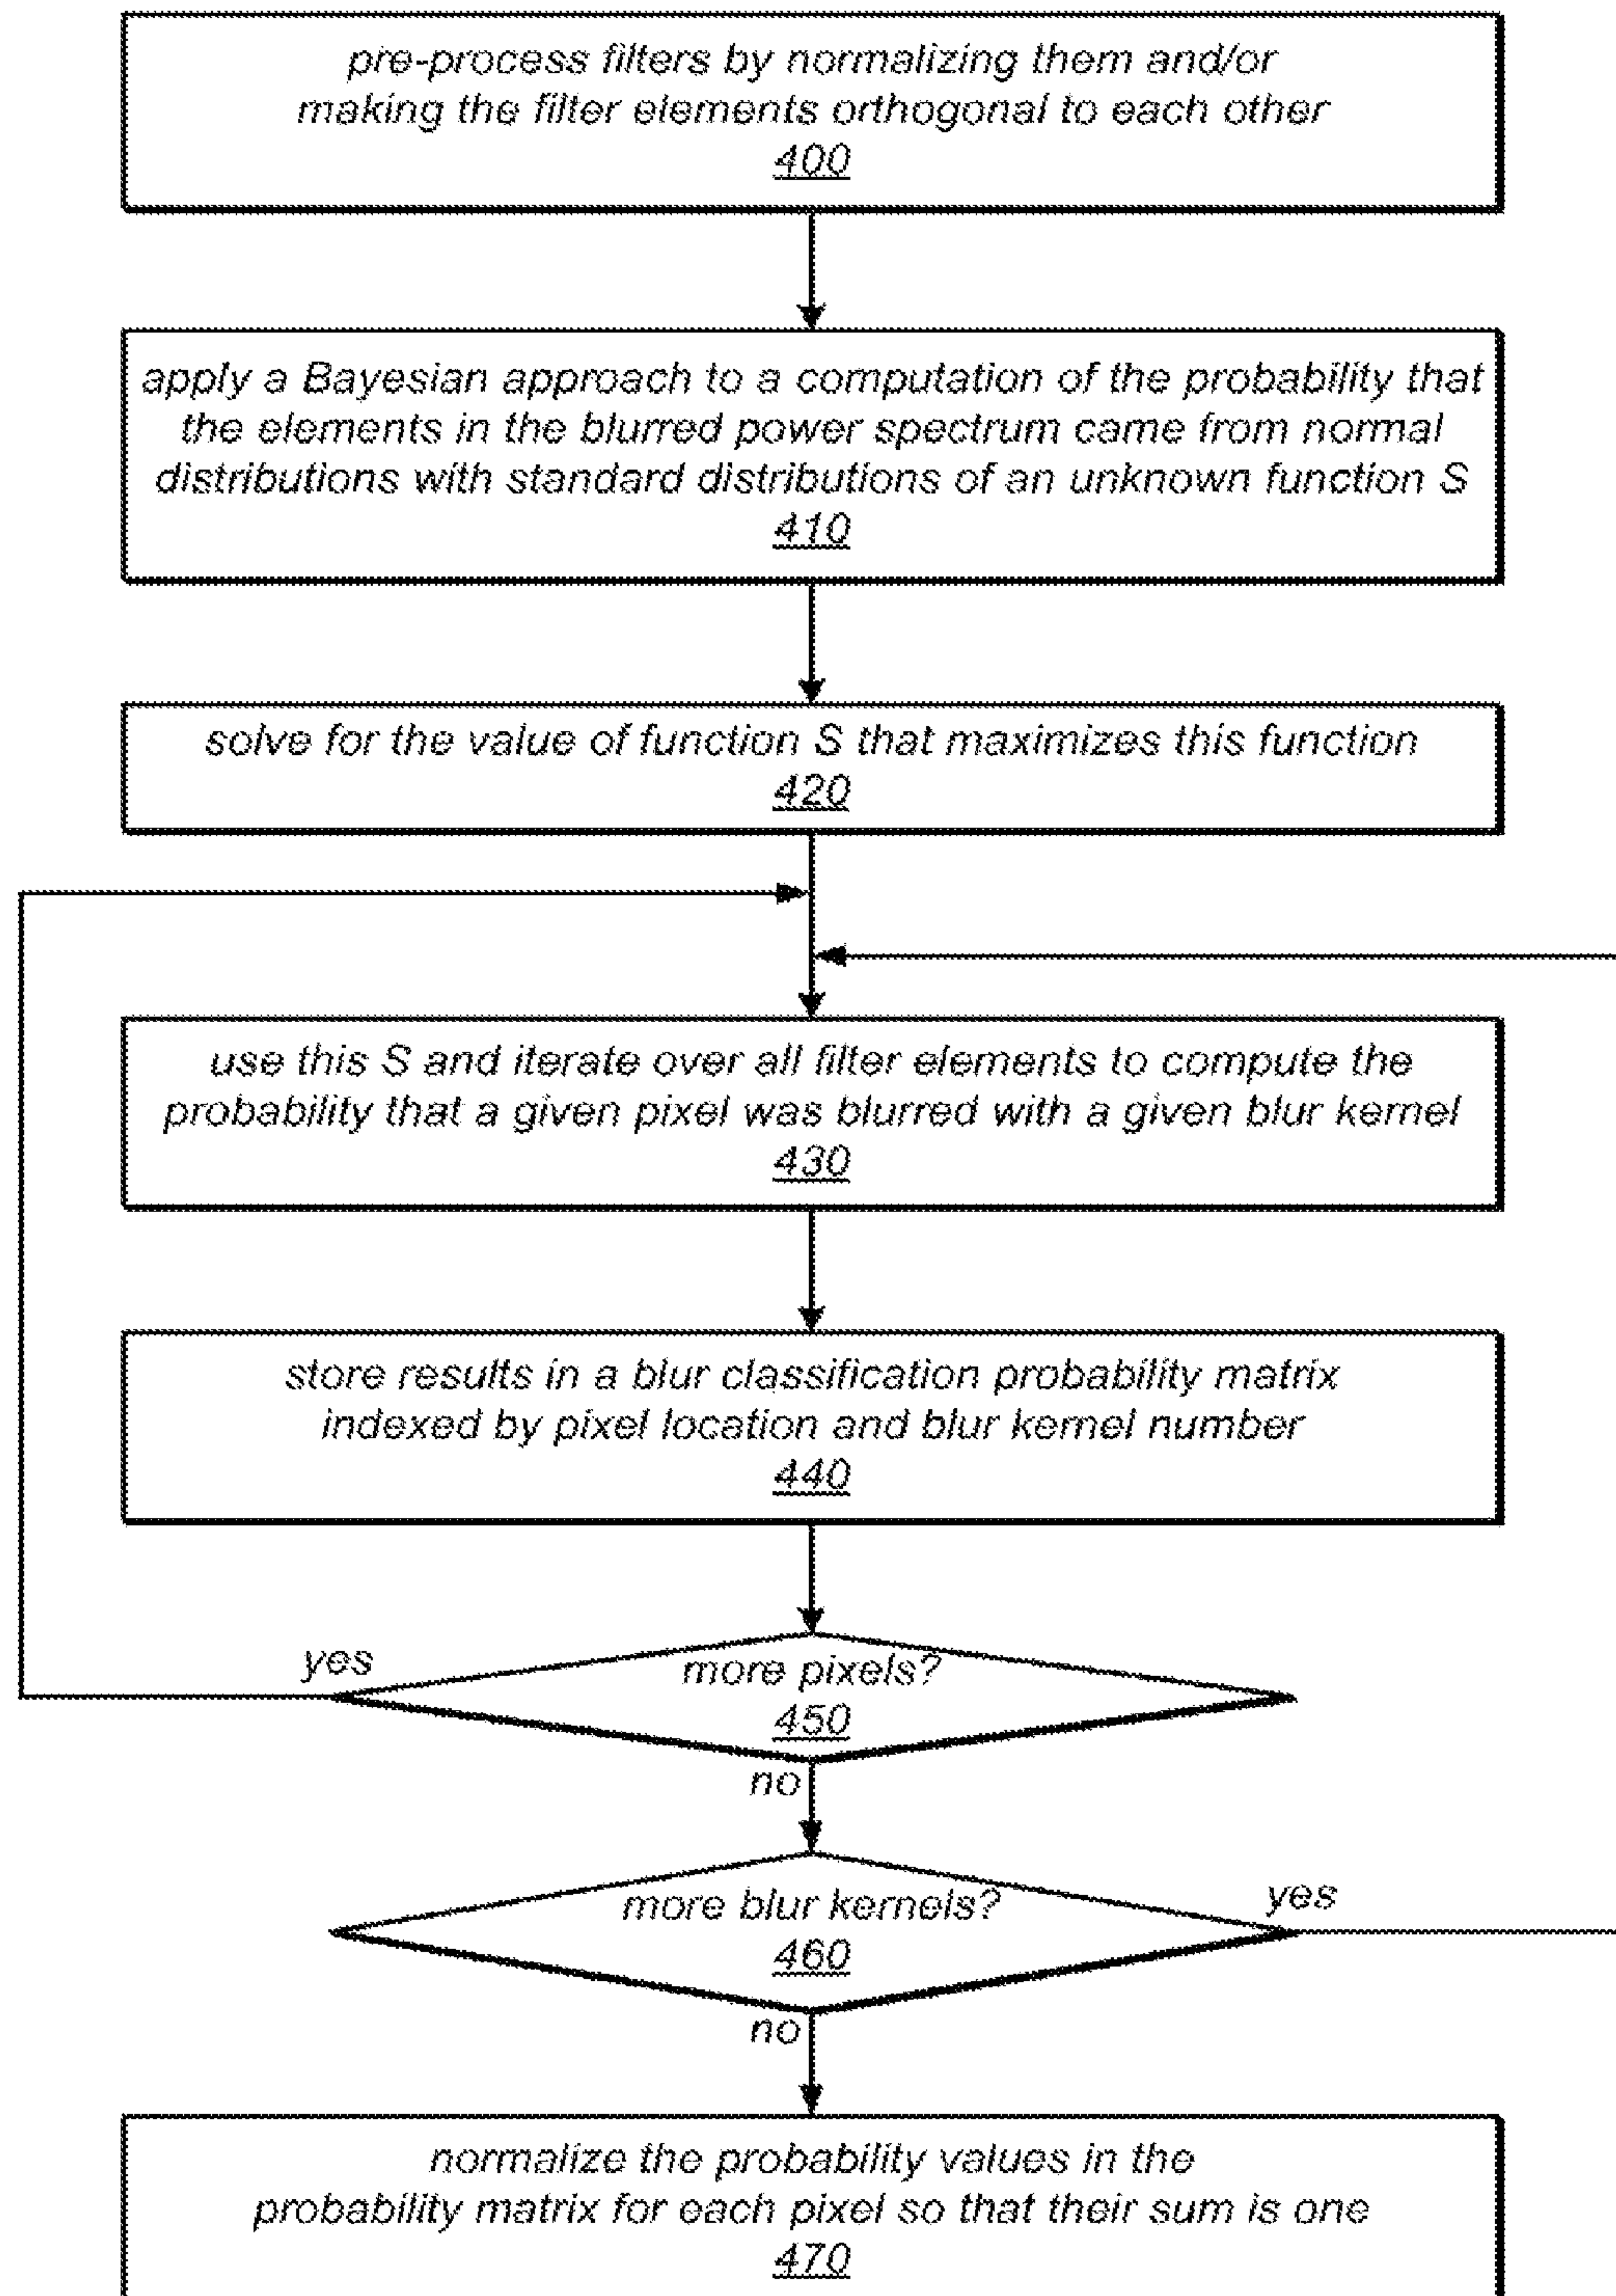 pre-process filters by normalizing them and/or
making the filter elements orthogonal to each other
400
apply a Bayesian approach to a computation of the probability that
the elements in the blurred power spectrum came from normal
distributions with standard distributions of an unknown function S
410
solve for the value of function S that maximizes this function
420
use this S and iterate over all filter elements to compute the
probability that a given pixel was blurred with a given blur kernel
430
store results in a blur classification probability matrix
indexed by pixel location and blur kernel number
440
yes
more pixels?
450
no
more blur kernels?
yes
460
no
normalize the probability values in the
probability matrix for each pixel so that their sum is one
470